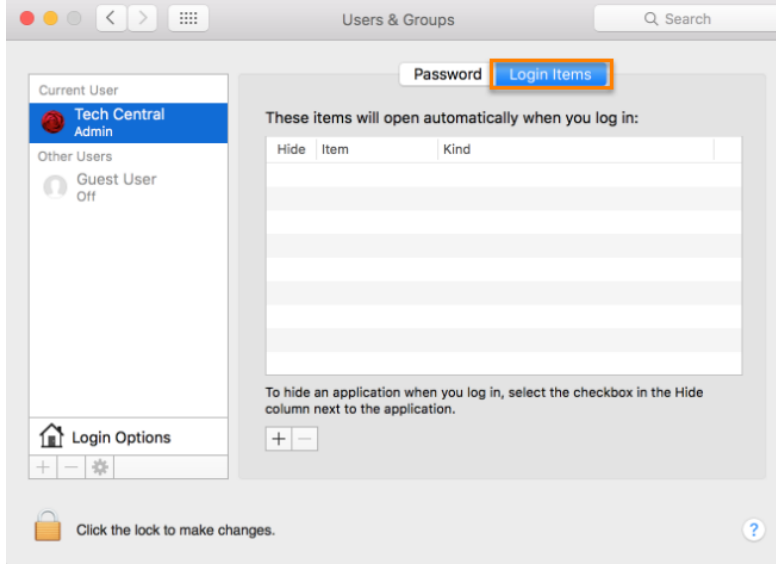 Users & Groups
Search
Password
Login Items
Current User
Tech Central
Admin
Other Users
Guest User
Off
Login Options
These items will open automatically when you log in:
Hide Item Kind
To hide an application when you log in, select the checkbox in the Hide
column next to the application.
Click the lock to make changes.
?